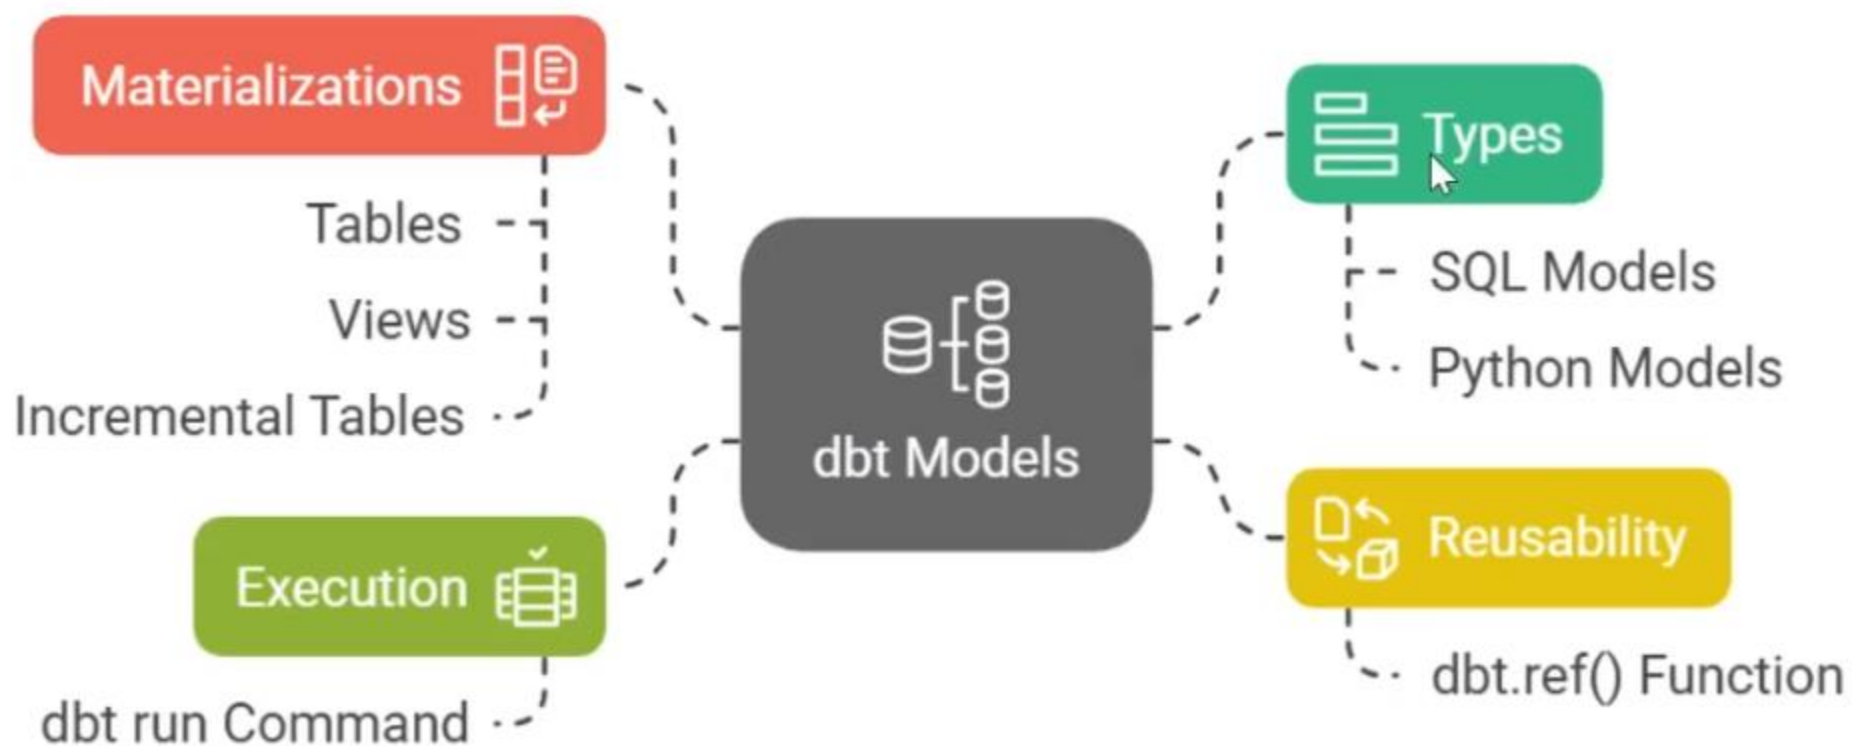 Materializations
Tables
Views
Incremental Tables
Execution
dbt run Command
dbt Models
Types
SQL Models
Python Models
Reusability
dbt.ref() Function